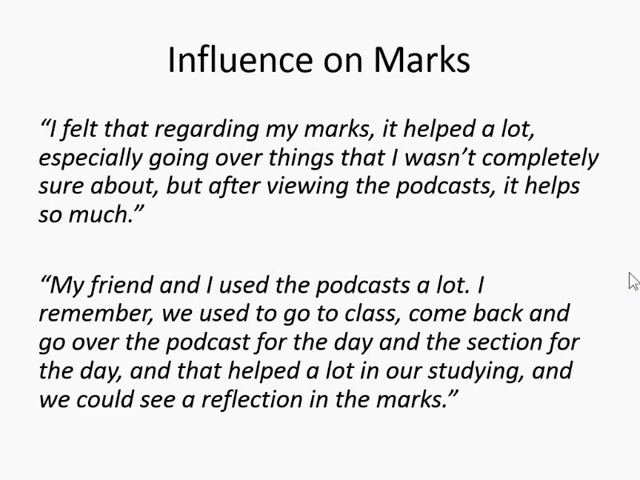 Influence on Marks
“I felt that regarding my marks, it helped a lot,
especially going over things that I wasn’t completely
sure about, but after viewing the podcasts, it helps
so much.”
“My friend and I used the podcasts a lot. I
remember, we used to go to class, come back and
go over the podcast for the day and the section for
the day, and that helped a lot in our studying, and
we could see a reflection in the marks.”